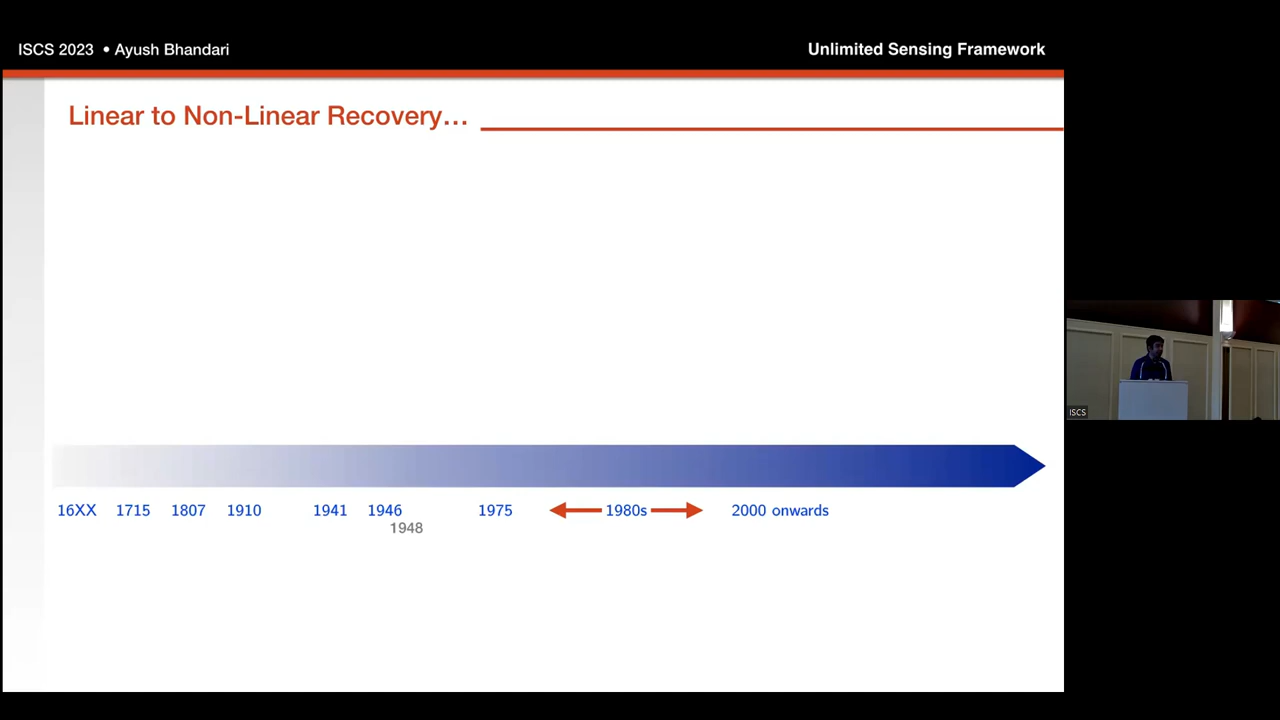 ISCS 2023 • Ayush Bhandari
Unlimited Sensing Framework
Linear to Non-Linear Recovery…
16XX 1715 1807 1910 1941 1946 1975 1980s 2000 onwards
1948
ISCS